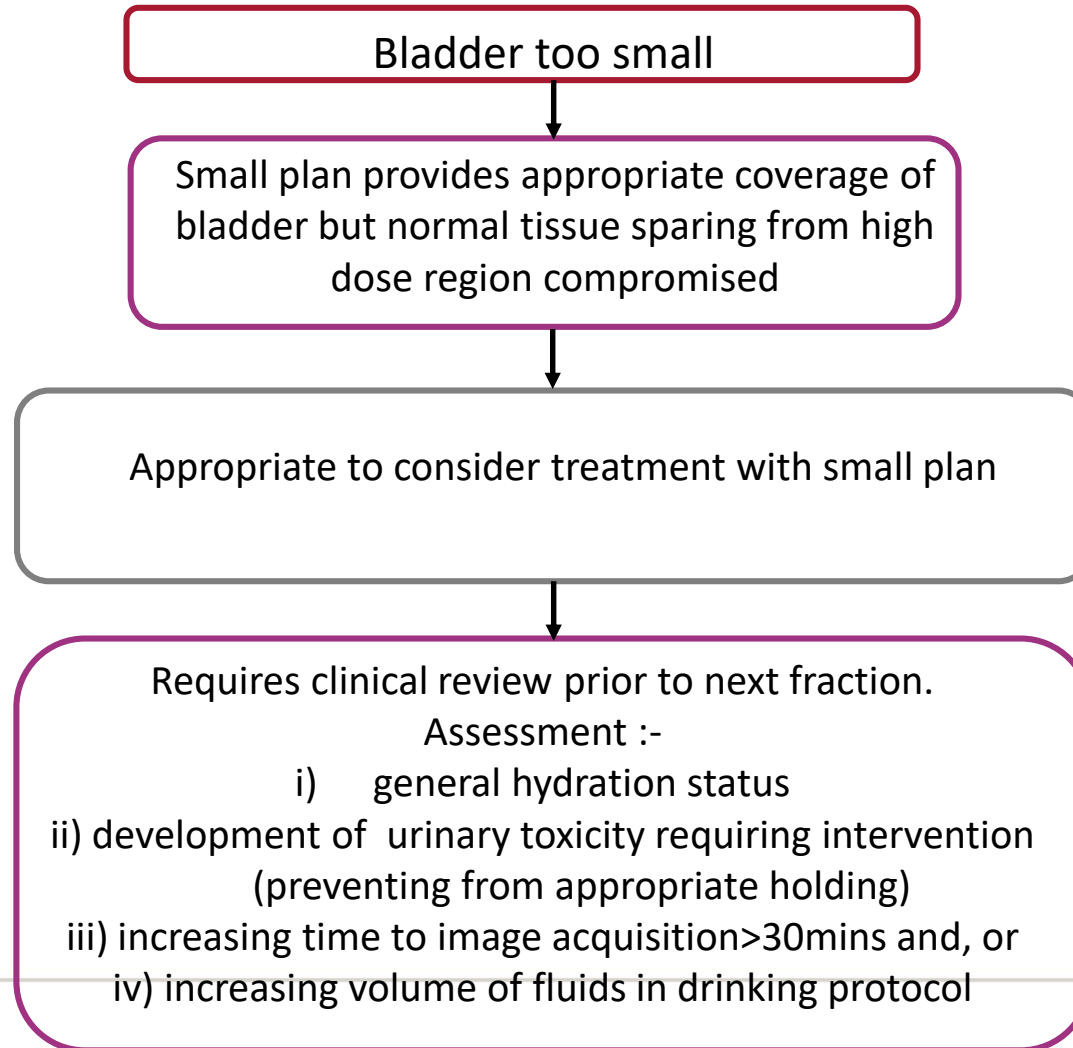 Bladder too small
Small plan provides appropriate coverage of
bladder but normal tissue sparing from high
dose region compromised
Appropriate to consider treatment with small plan
Requires clinical review prior to next fraction.
Assessment :-
i) general hydration status
ii) development of urinary toxicity requiring intervention
(preventing from appropriate holding)
iii) increasing time to image acquisition>30mins and, or
iv) increasing volume of fluids in drinking protocol